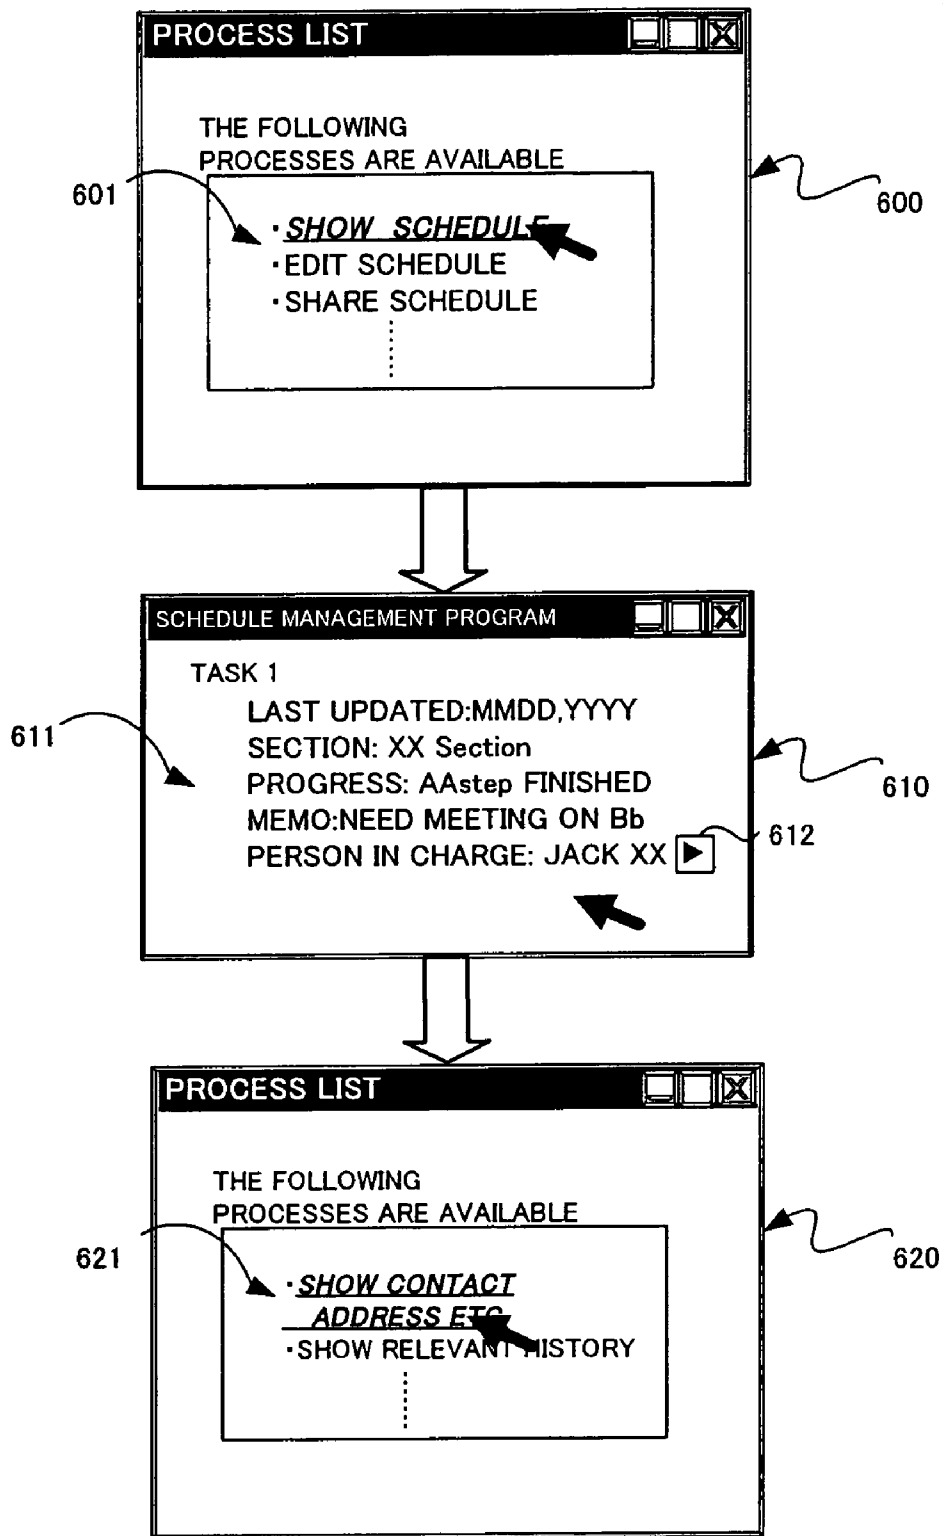 PROCESS LIST
THE FOLLOWING
PROCESSES ARE AVAILABLE
601
600
・SHOW SCHEDULE
・EDIT SCHEDULE
・SHARE SCHEDULE
SCHEDULE MANAGEMENT PROGRAM
TASK 1
LAST UPDATED:MMDD,YYYY
611
SECTION: XX Section
PROGRESS: AAstep FINISHED
610
MEMO:NEED MEETING ON Bb
612
PERSON IN CHARGE: JACK XX
PROCESS LIST
THE FOLLOWING
PROCESSES ARE AVAILABLE
621
620
・SHOW CONTACT
ADDRESS ETC
・SHOW RELEVANT HISTORY